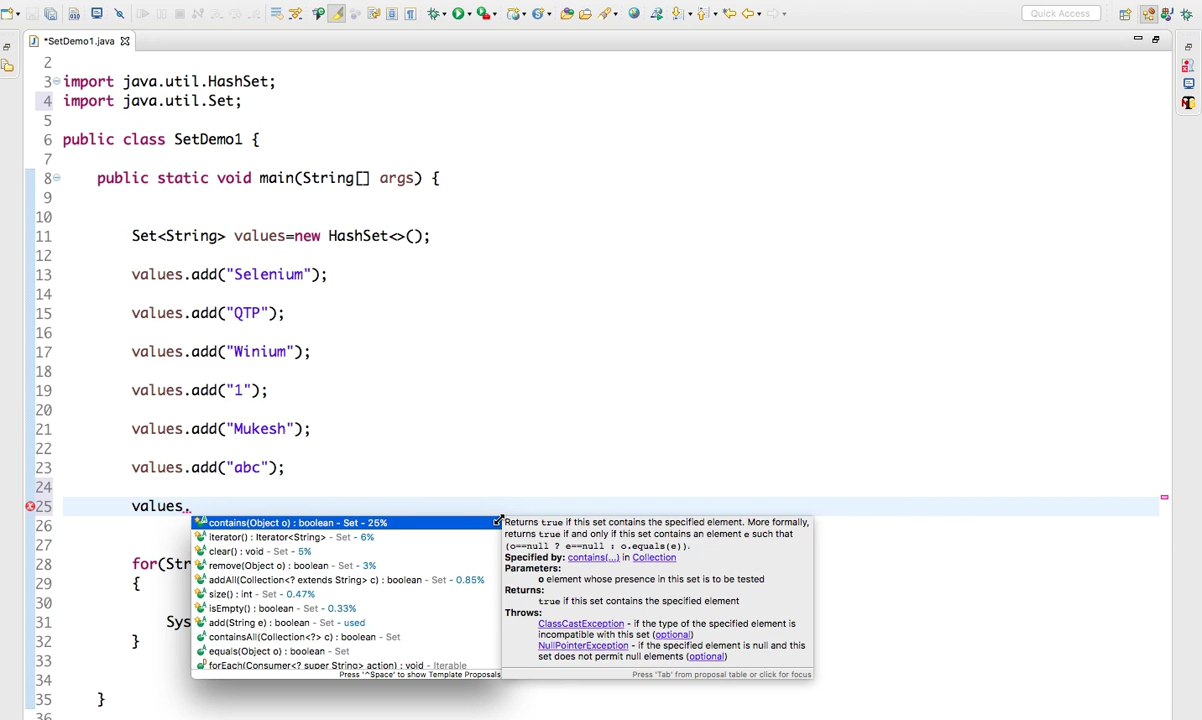 Quick Access
*SetDemo1.java
2
3 import java.util.HashSet;
4 import java.util.Set;
5
6 public class SetDemo1 {
7
8 public static void main(String[] args) {
9
10
11 Set<String> values=new HashSet<>();
12
13 values.add("Selenium");
14
15 values.add("QTP");
16
17 values.add("Winium");
18
19 values.add("1");
20
21 values.add("Mukesh");
22
23 values.add("abc");
24
25 values.
26
27
28 for(Str
29 {
30
31 Sys
32 }
33
34
35 }
36
contains(Object o) : boolean - Set - 25%
iterator() : Iterator<String> - Set - 6%
clear() : void - Set - 5%
remove(Object o) : boolean - Set - 3%
addAll(Collection<? extends String> c) : boolean - Set - 0.85%
size() : int - Set - 0.47%
isEmpty() : boolean - Set - 0.33%
add(String e) : boolean - Set - used
containsAll(Collection<?> c) : boolean - Set
equals(Object o) : boolean - Set
forEach(Consumer<? super String> action) : void - Iterable
Press '^Space' to show Template Proposals
Returns true if this set contains the specified element. More formally,
returns true if and only if this set contains an element e such that
(o==null ? e==null : o.equals(e)).
Specified by: contains(...) in Collection
Parameters:
o element whose presence in this set is to be tested
Returns:
true if this set contains the specified element
Throws:
ClassCastException - if the type of the specified element is
incompatible with this set (optional)
NullPointerException - if the specified element is null and this
set does not permit null elements (optional)
Press 'Tab' from proposal table or click for focus